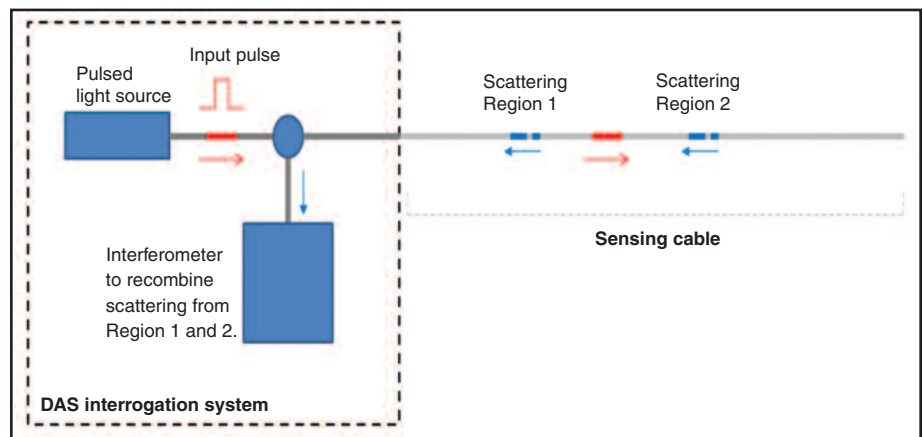 Input pulse
Pulsed
light source
Scattering
Region 1
Scattering
Region 2
Sensing cable
Interferometer
to recombine
scattering from
Region 1 and 2.
DAS interrogation system